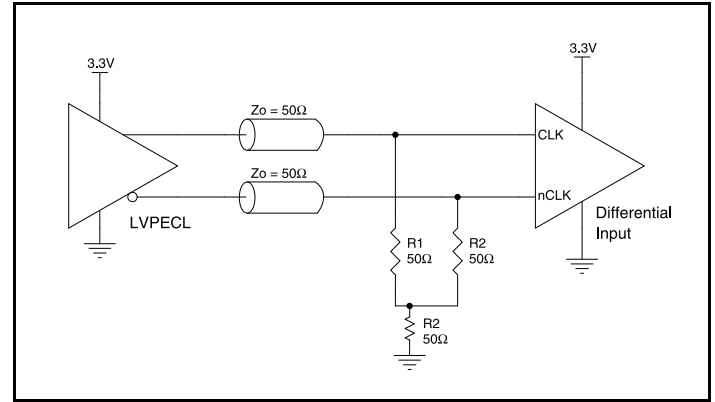 3.3V
3.3V
Zo = 50Ω
CLK
Zo = 50Ω
nCLK
LVPECL
Differential
Input
R1
50Ω
R2
50Ω
R2
50Ω